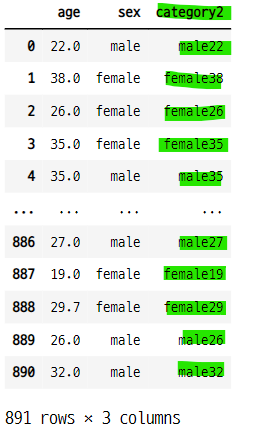 age sex category2
0 22.0 male male22
1 38.0 female female38
2 26.0 female female26
3 35.0 female female35
4 35.0 male male35
... ... ... ...
886 27.0 male male27
887 19.0 female female19
888 29.7 female female29
889 26.0 male male26
890 32.0 male male32
891 rows × 3 columns